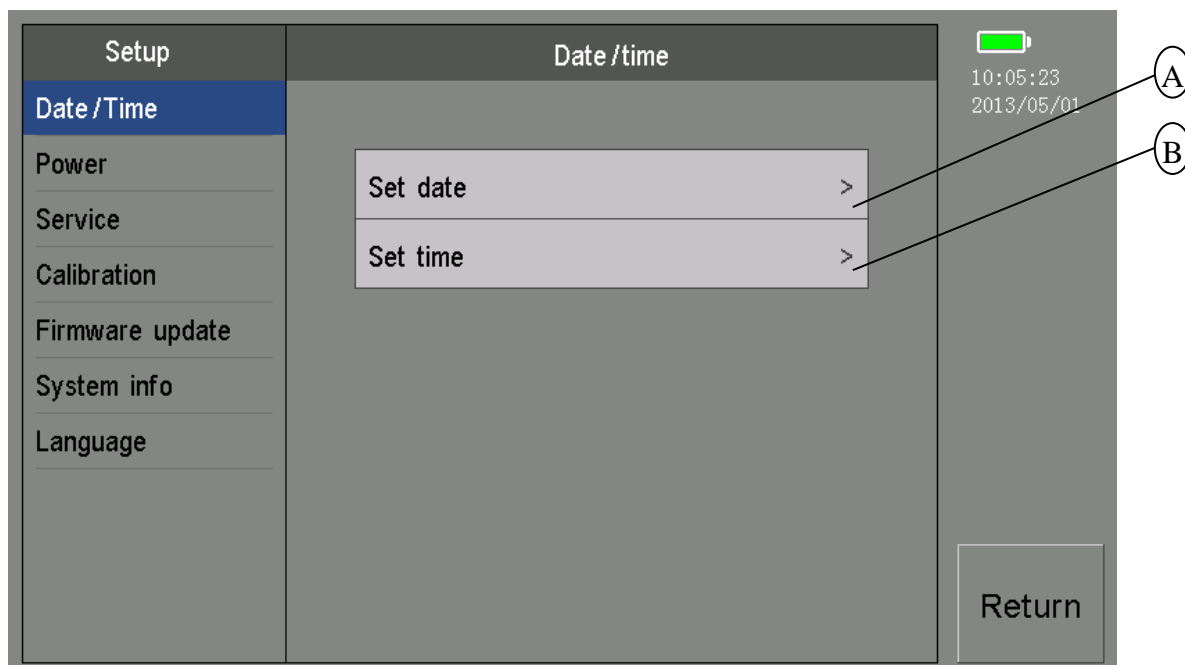 Setup
Date/Time
Power
Service
Calibration
Firmware update
System info
Language
Date/time
Set date >
Set time >
10:05:23
2013/05/01
A
B
Return